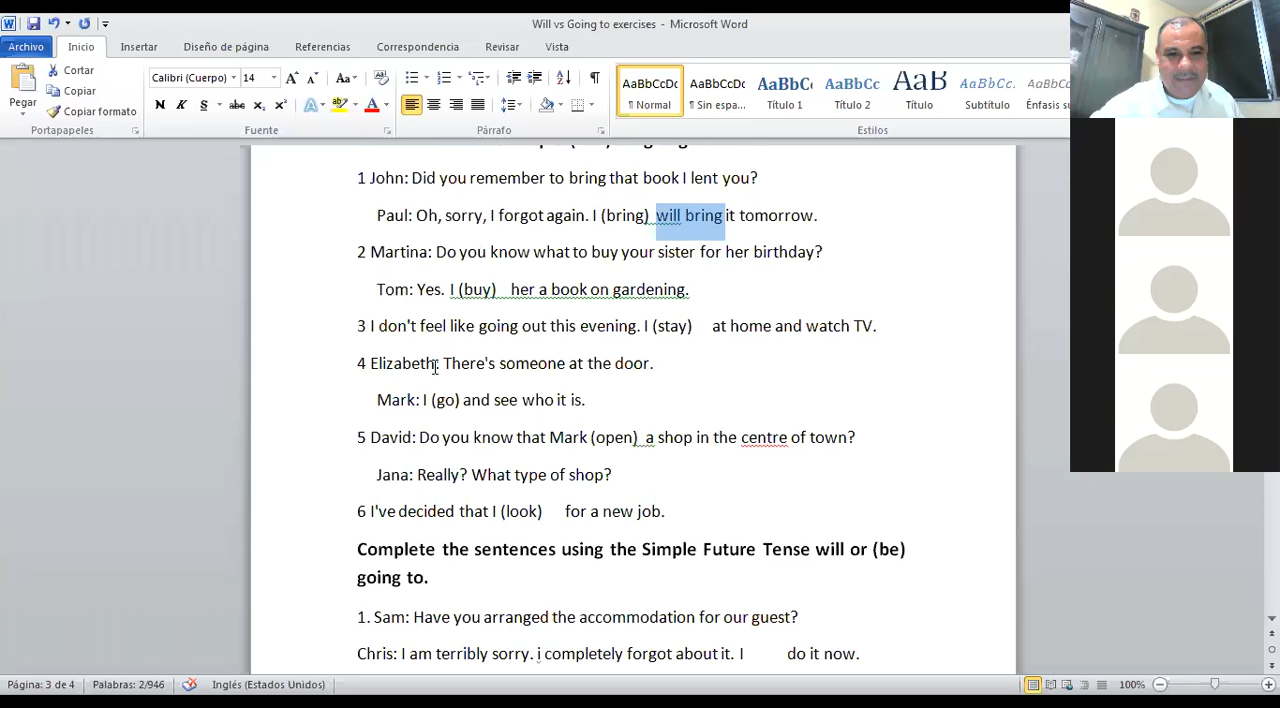 Will vs Going to exercises - Microsoft Word
Archivo Inicio Insertar Diseño de página Referencias Correspondencia Revisar Vista
Pegar
Cortar
Copiar
Copiar formato
Portapapeles
Calibri (Cuerpo) 14
Fuente
Párrafo
AaBbCcDc AaBbCcDc AaBbC AaBbCc AaB AaBbCc. AaBbCcD
¶ Normal ¶ Sin espa... Título 1 Título 2 Título Subtítulo Énfasis su
Estilos
1 John: Did you remember to bring that book I lent you?
Paul: Oh, sorry, I forgot again. I (bring) will bring it tomorrow.
2 Martina: Do you know what to buy your sister for her birthday?
Tom: Yes. I (buy) her a book on gardening.
3 I don't feel like going out this evening. I (stay) at home and watch TV.
4 Elizabeth: There's someone at the door.
Mark: I (go) and see who it is.
5 David: Do you know that Mark (open) a shop in the centre of town?
Jana: Really? What type of shop?
6 I've decided that I (look) for a new job.
Complete the sentences using the Simple Future Tense will or (be)
going to.
1. Sam: Have you arranged the accommodation for our guest?
Chris: I am terribly sorry. i completely forgot about it. I do it now.
Página: 3 de 4 Palabras: 2/946 Inglés (Estados Unidos) 100%